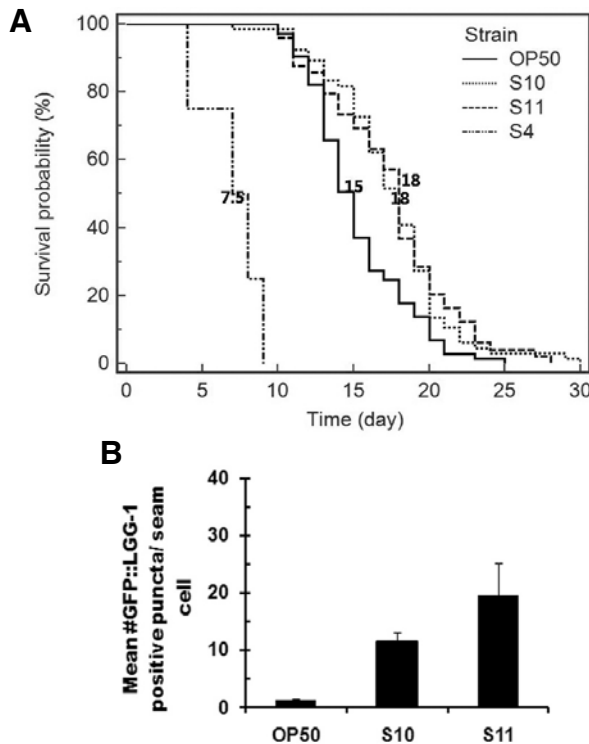 A
Survival probability (%)
100
80
60
40
20
0
Strain
OP50
S10
S11
S4
7.5
15
18
18
0 5 10 15 20 25 30
Time (day)
B
Mean #GFP::LGG-1
positive puncta/ seam
cell
40
30
20
10
0
OP50 S10 S11